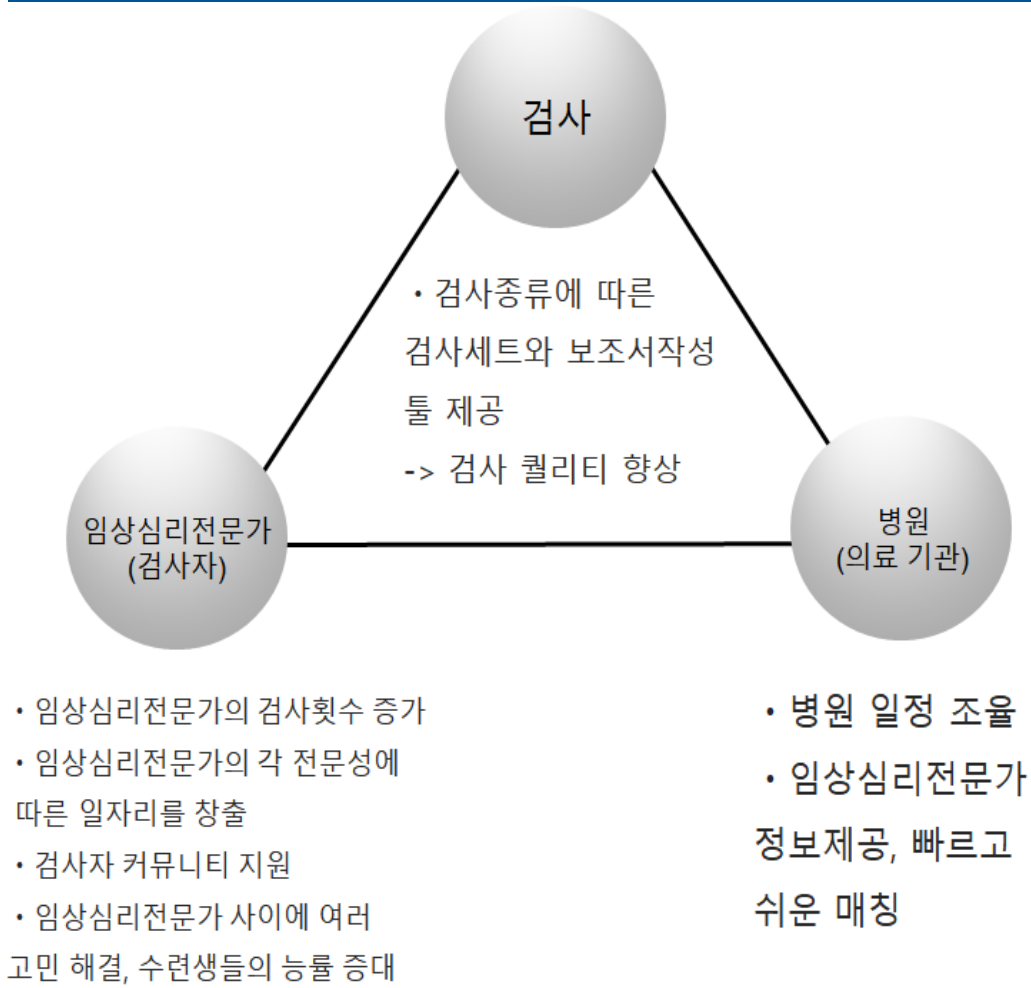 검사
・검사종류에 따른
검사세트와 보조서작성
툴 제공
-> 검사 퀄리티 향상
임상심리전문가
(검사자)
병원
(의료 기관)
・임상심리전문가의 검사횟수 증가
・임상심리전문가의 각 전문성에
따른 일자리를 창출
・검사자 커뮤니티 지원
・임상심리전문가 사이에 여러
고민 해결, 수련생들의 능률 증대
・병원 일정 조율
・임상심리전문가
정보제공, 빠르고
쉬운 매칭